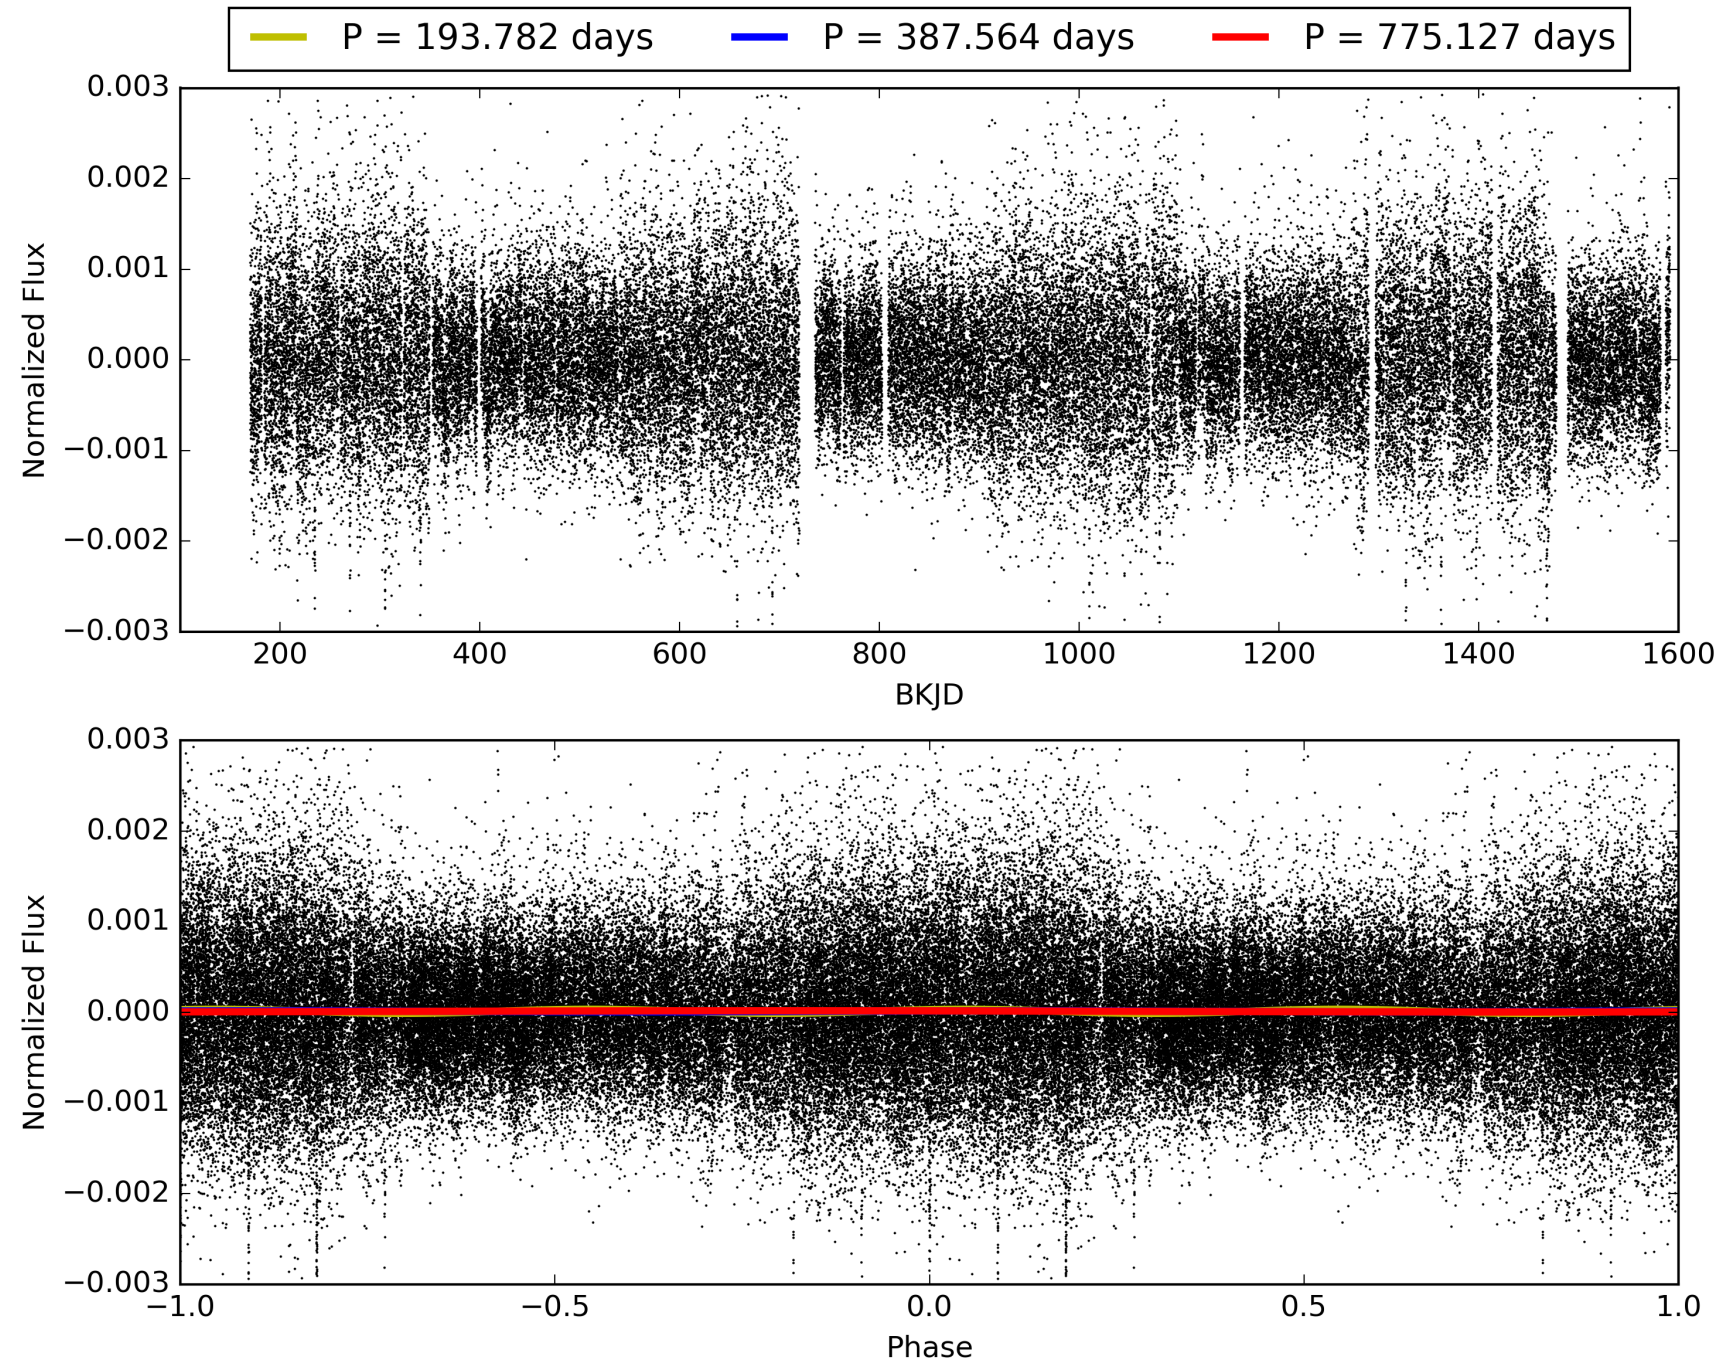 P = 193.782 days P = 387.564 days P = 775.127 days
0.003
0.002
0.001
0.000
−0.001
−0.002
−0.003
Normalized Flux
200 400 600 800 1000 1200 1400 1600
BKJD
0.003
0.002
0.001
0.000
−0.001
−0.002
−0.003
Normalized Flux
−1.0 −0.5 0.0 0.5 1.0
Phase